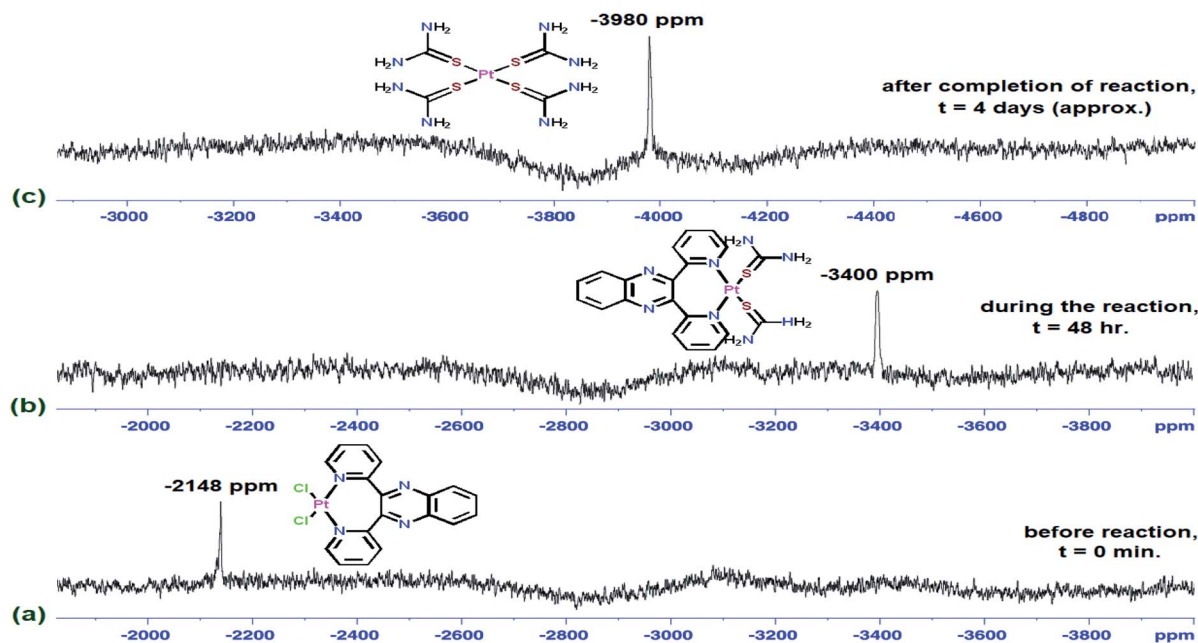 -3980 ppm
NH₂ NH₂
H₂N S S NH₂
Pt
H₂N S S NH₂
NH₂ NH₂
after completion of reaction,
t = 4 days (approx.)
(c)
-3000 -3200 -3400 -3600 -3800 -4000 -4200 -4400 -4600 -4800 ppm
H₂N
NH₂
N N S
Pt
N N S
H₂N HH₂
-3400 ppm
during the reaction,
t = 48 hr.
(b)
-2000 -2200 -2400 -2600 -2800 -3000 -3200 -3400 -3600 -3800 ppm
-2148 ppm
Cl N N
Pt
Cl N N
before reaction,
t = 0 min.
(a)
-2000 -2200 -2400 -2600 -2800 -3000 -3200 -3400 -3600 -3800 ppm